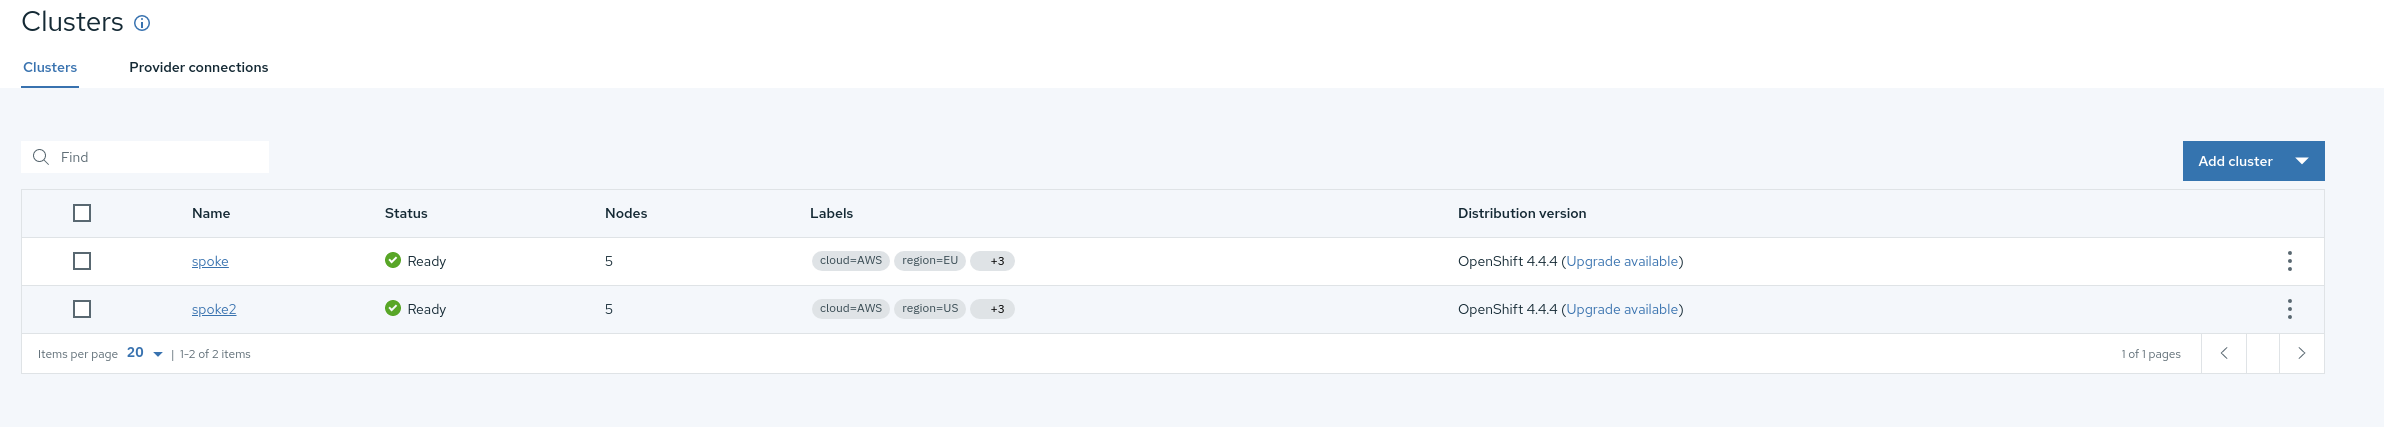 Clusters
Clusters Provider connections
Find
Add cluster
Name Status Nodes Labels Distribution version
spoke Ready 5 cloud=AWS region=EU +3 OpenShift 4.4.4 (Upgrade available)
spoke2 Ready 5 cloud=AWS region=US +3 OpenShift 4.4.4 (Upgrade available)
Items per page 20 | 1-2 of 2 items 1 of 1 pages